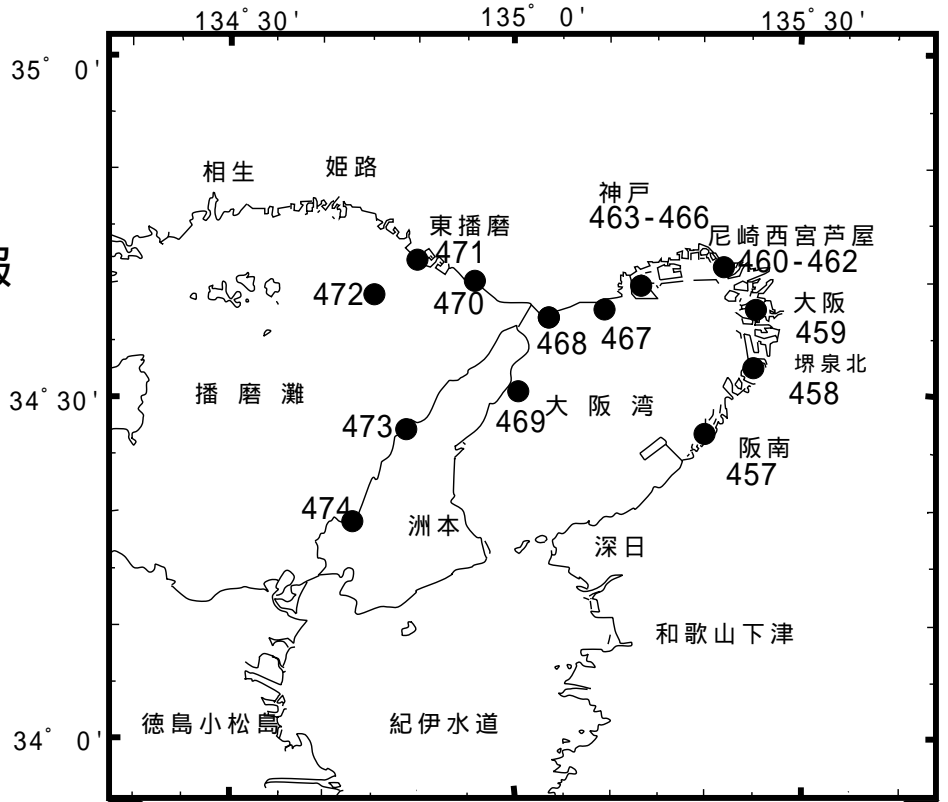 134° 30'
135° 0'
135° 30'
35° 0'
相生
姫路
神戸
463-466
東播磨
471
尼崎西宮芦屋
460-462
報
472
470
大阪
459
468
467
堺泉北
458
34° 30'
播磨灘
469
大阪湾
473
阪南
457
474
洲本
深日
和歌山下津
徳島小松島
紀伊水道
34° 0'